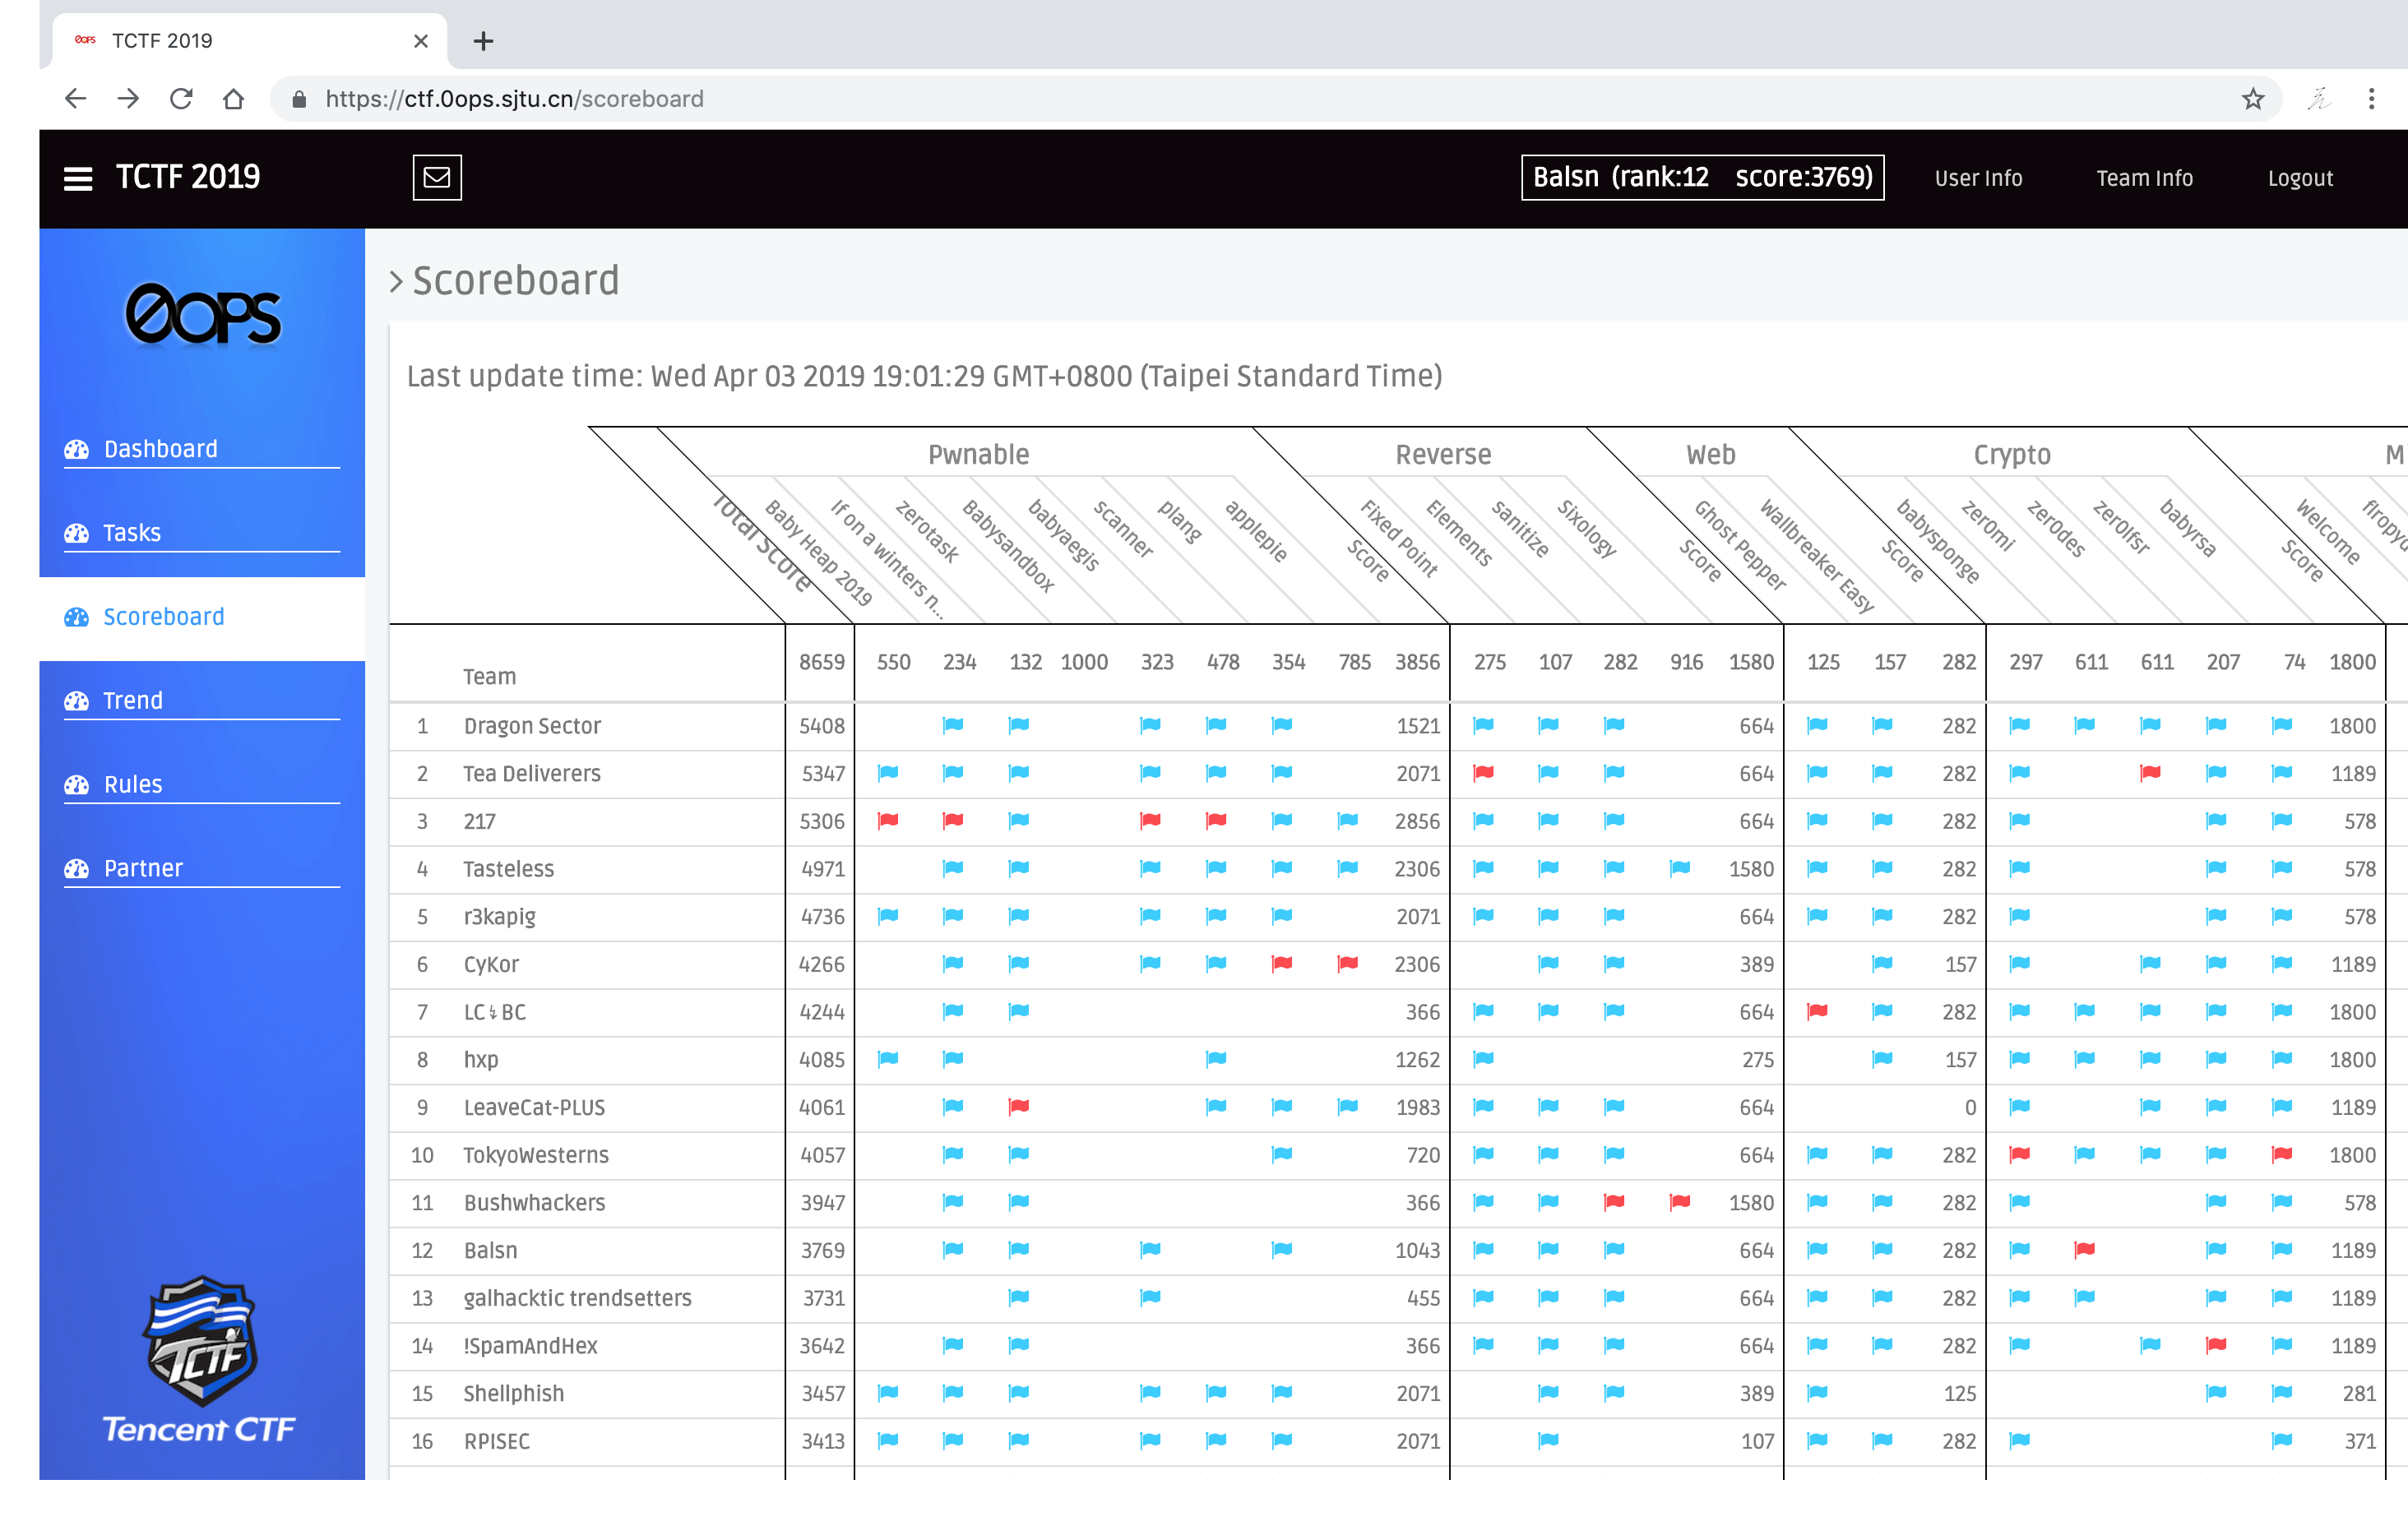 0OPS TCTF 2019
https://ctf.0ops.sjtu.cn/scoreboard
TCTF 2019 Balsn (rank:12 score:3769) User Info Team Info Logout
0OPS
Dashboard
Tasks
Scoreboard
Trend
Rules
Partner
TCTF
Tencent CTF
Scoreboard
Last update time: Wed Apr 03 2019 19:01:29 GMT+0800 (Taipei Standard Time)
Pwnable Reverse Web Crypto M
Total Score Baby Heap 2019 If on a winters n... zerotask Babysandbox babyaegis scanner plang applepie Score Fixed Point Elements sanitize Sixology Score Ghost Pepper Wallbreaker Easy Score babysponge zer0mi zer0des zer0lfsr babyrsa Score Welcome
Team 8659 550 234 132 1000 323 478 354 785 3856 275 107 282 916 1580 125 157 282 297 611 611 207 74 1800
1 Dragon Sector 5408 1521 664 282 1800
2 Tea Deliverers 5347 2071 664 282 1189
3 217 5306 2856 664 282 578
4 Tasteless 4971 2306 1580 282 578
5 r3kapig 4736 2071 664 282 578
6 CyKor 4266 2306 389 157 1189
7 LC↯BC 4244 366 664 282 1800
8 hxp 4085 1262 275 157 1800
9 LeaveCat-PLUS 4061 1983 664 0 1189
10 TokyoWesterns 4057 720 664 282 1800
11 Bushwhackers 3947 366 1580 282 578
12 Balsn 3769 1043 664 282 1189
13 galhacktic trendsetters 3731 455 664 282 1189
14 !SpamAndHex 3642 366 664 282 1189
15 Shellphish 3457 2071 389 125 281
16 RPISEC 3413 2071 107 282 371